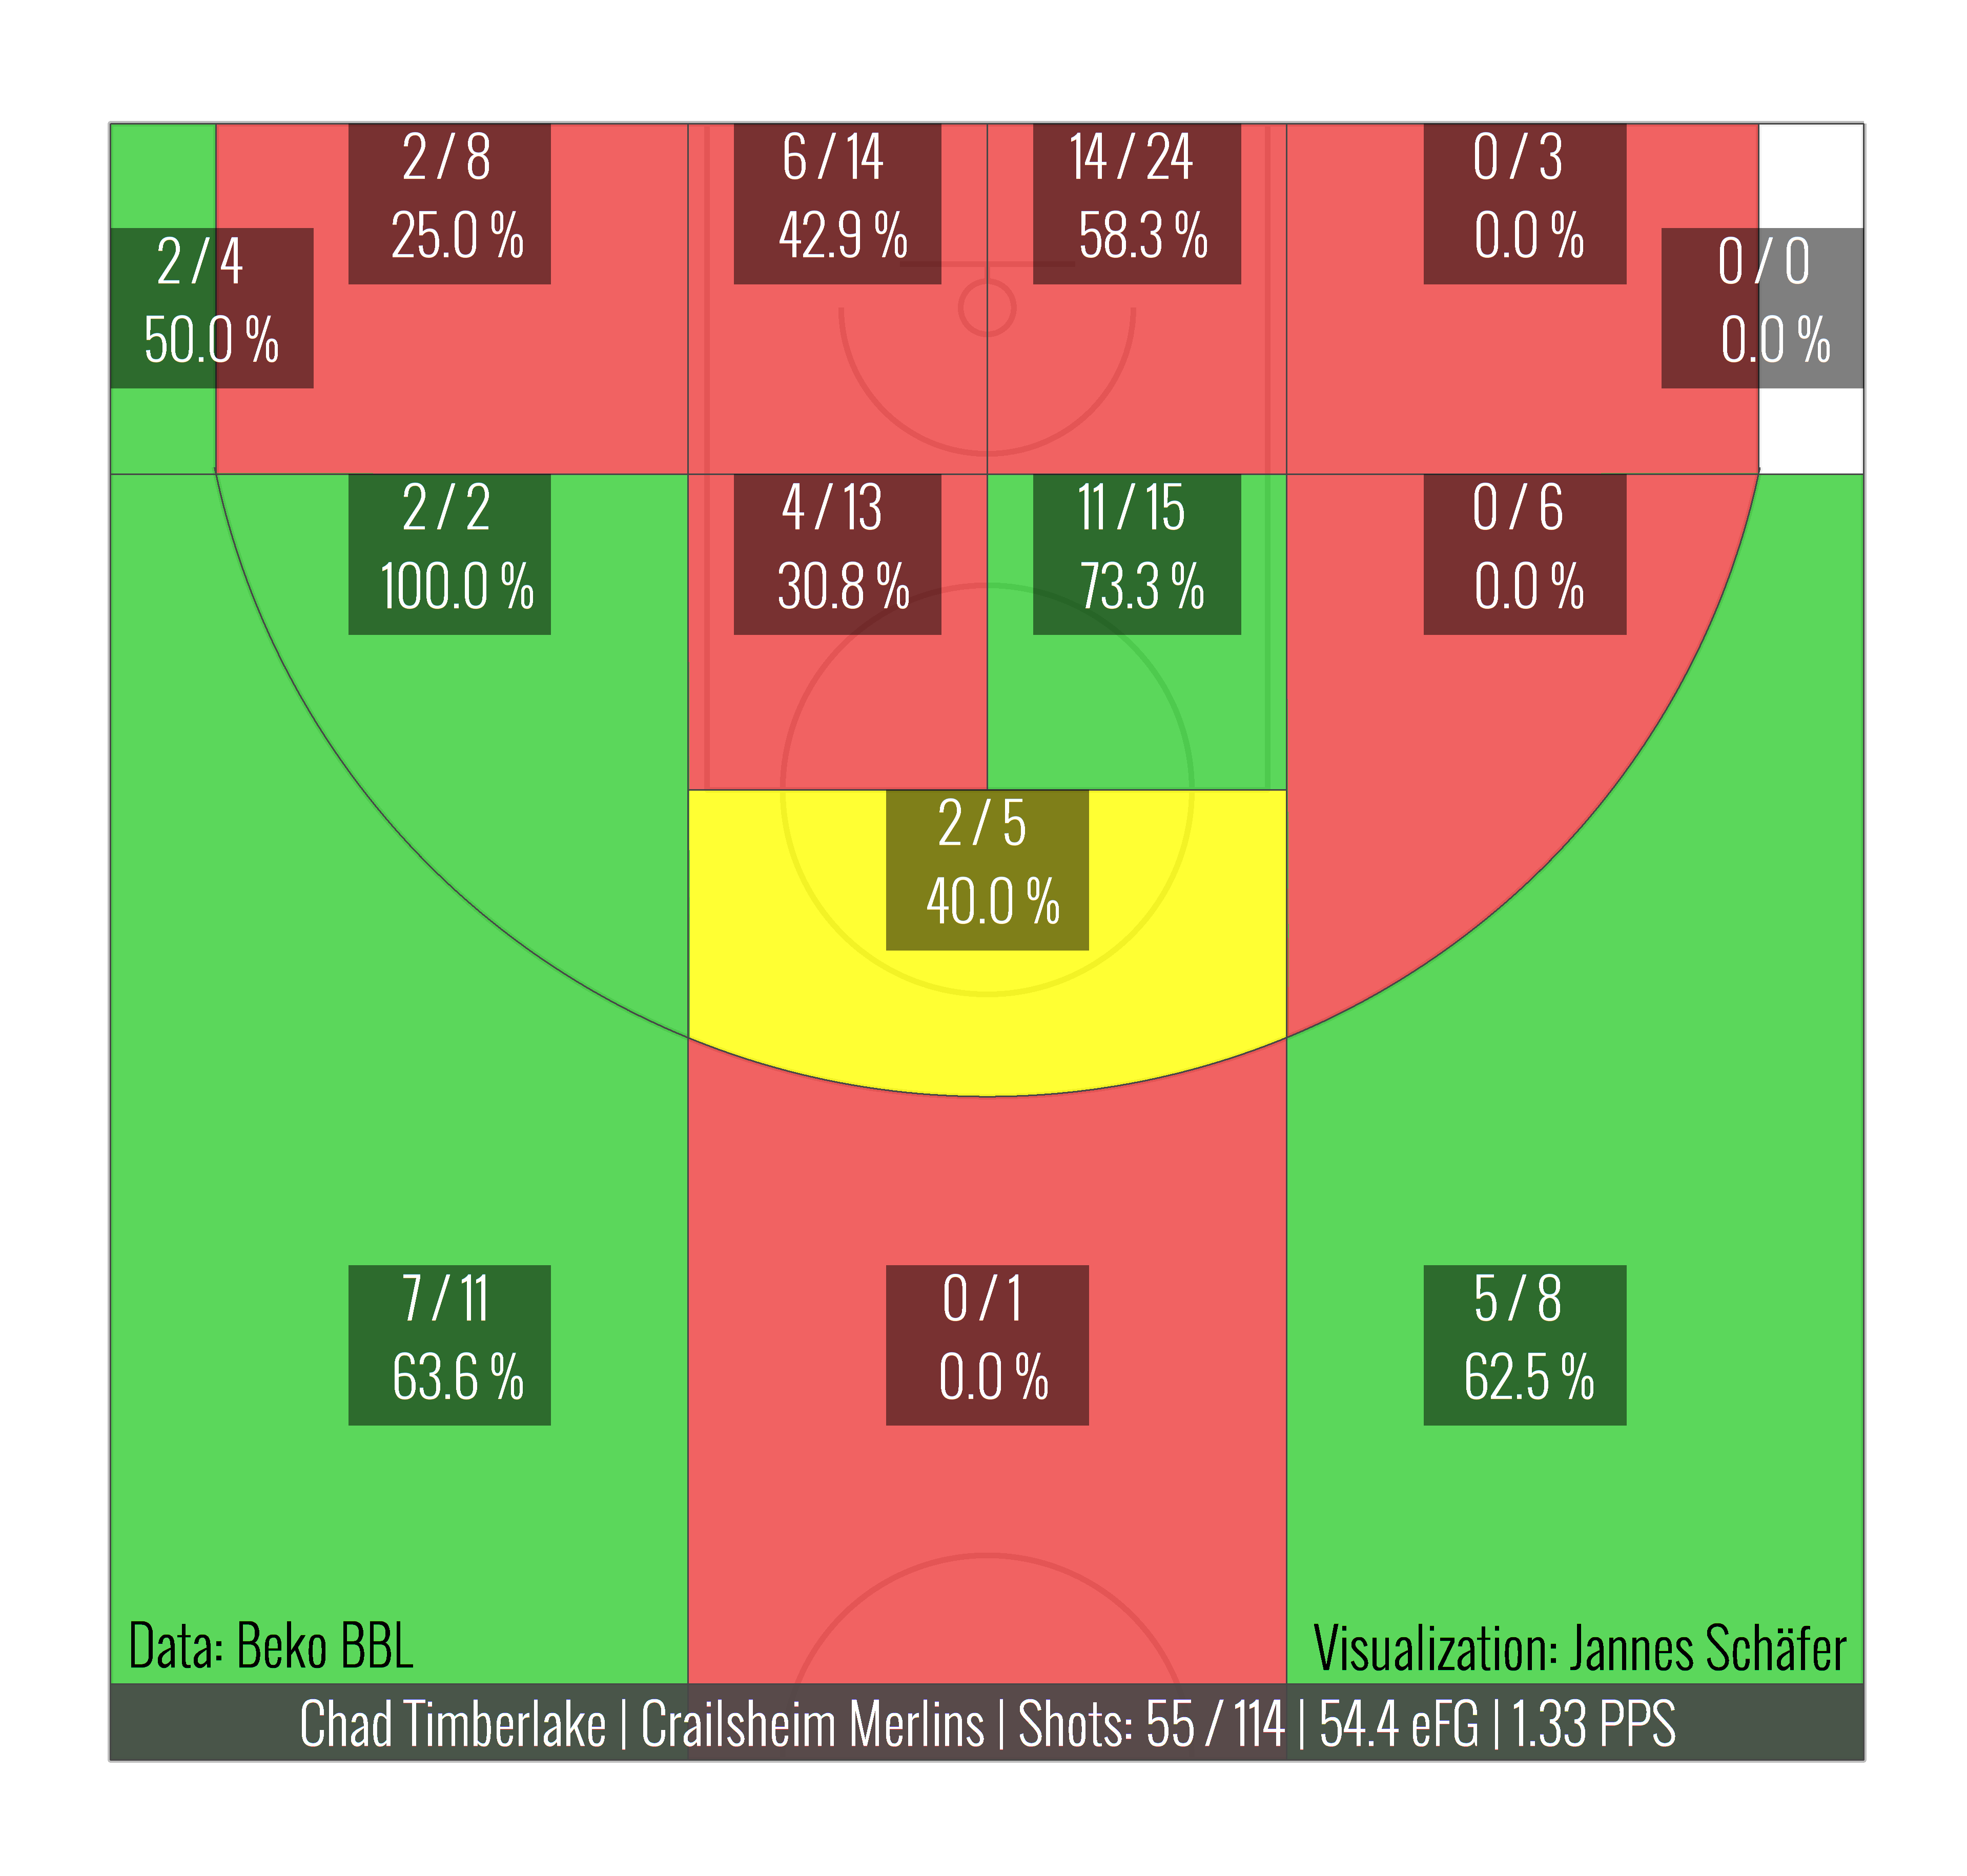 2 / 8
25.0 %
6 / 14
42.9 %
14 / 24
58.3 %
0 / 3
0.0 %
2 / 4
50.0 %
0 / 0
0.0 %
2 / 2
100.0 %
4 / 13
30.8 %
11 / 15
73.3 %
0 / 6
0.0 %
2 / 5
40.0 %
7 / 11
63.6 %
0 / 1
0.0 %
5 / 8
62.5 %
Data: Beko BBL
Visualization: Jannes Schäfer
Chad Timberlake | Crailsheim Merlins | Shots: 55 / 114 | 54.4 eFG | 1.33 PPS